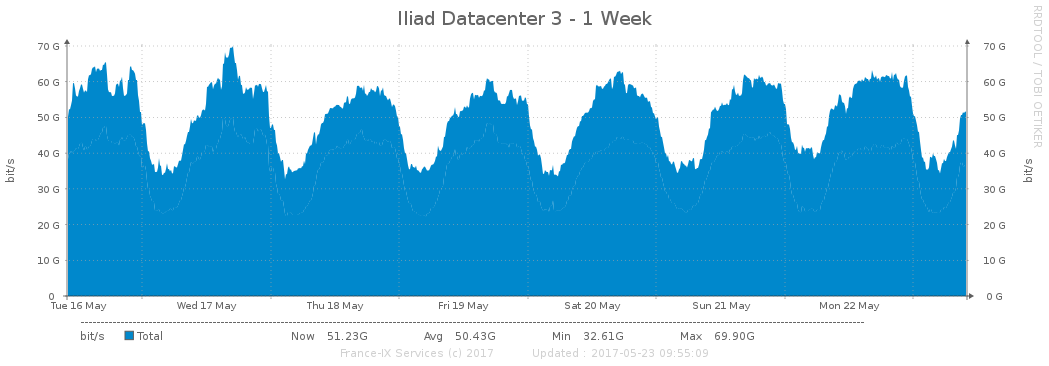 Iliad Datacenter 3 - 1 Week
RRDTOOL / TOBI OETIKER
70 G 70 G
60 G 60 G
50 G 50 G
40 G 40 G
30 G 30 G
20 G 20 G
10 G 10 G
0 0 G
bit/s bit/s
Tue 16 May Wed 17 May Thu 18 May Fri 19 May Sat 20 May Sun 21 May Mon 22 May
bit/s Total Now 51.23G Avg 50.43G Min 32.61G Max 69.90G
France-IX Services (c) 2017 Updated : 2017-05-23 09:55:09